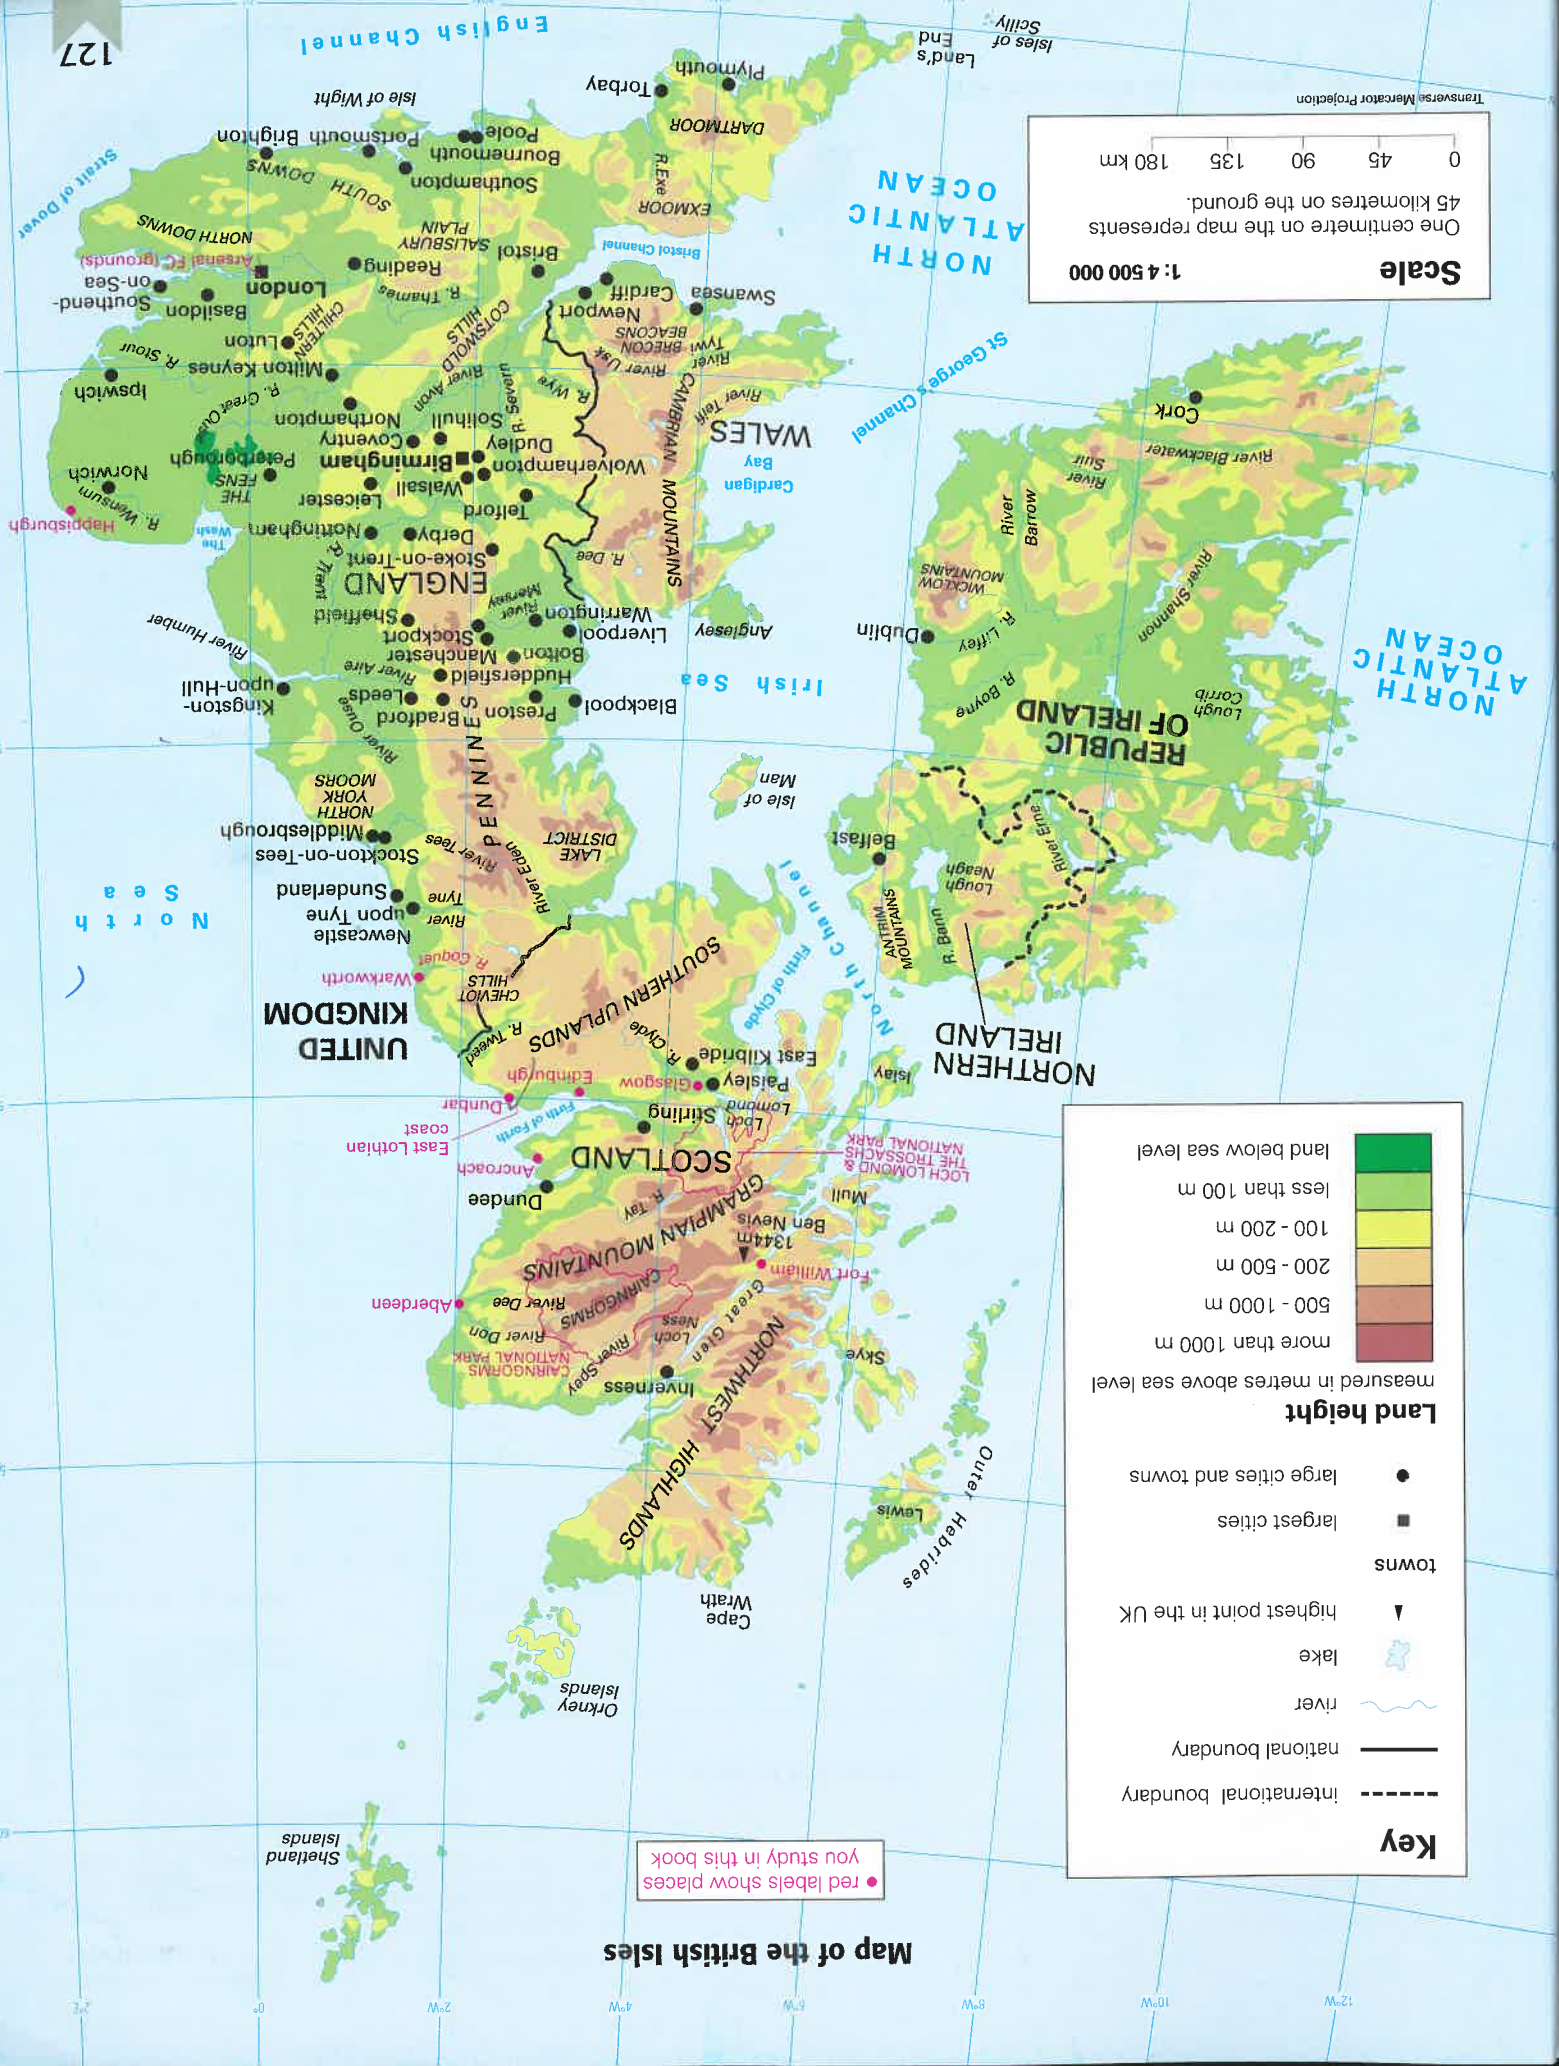 Map of the British Isles
red labels show places
you study in this book
Key
international boundary
national boundary
river
lake
highest point in the UK
towns
largest cities
large cities and towns
Land height
measured in metres above sea level
more than 1000 m
500 - 1000 m
200 - 500 m
100 - 200 m
less than 100 m
land below sea level
12°W
10°W
8°W
6°W
4°W
2°W
0°
2°E
60
Shetland
Islands
Orkney
Islands
Cape
Wrath
Outer Hebrides
Lewis
NORTHWEST HIGHLANDS
Skye
Inverness
Loch
Ness
Great Glen
River Spey
CAIRNGORMS
NATIONAL PARK
River Don
CAIRNGORMS
River Dee
Aberdeen
Fort William
1344m
Ben Nevis
GRAMPIAN MOUNTAINS
Mull
R. Tay
Dundee
LOCH LOMOND &
THE TROSSACHS
NATIONAL PARK
SCOTLAND
Ancroach
East Lothian
coast
Loch
Lomond
Stirling
Firth of Forth
Dunbar
Paisley
Glasgow
Edinburgh
Islay
East Kilbride
R. Clyde
R. Tweed
NORTHERN
IRELAND
UNITED
KINGDOM
Firth of Clyde
SOUTHERN UPLANDS
CHEVIOT
HILLS
R. Coquet
Warkworth
North Channel
ANTRIM
MOUNTAINS
R. Bann
Newcastle
upon Tyne
River
Tyne
Sunderland
North
Sea
Lough
Neagh
River Erne
Belfast
River Eden
LAKE
DISTRICT
River Tees
Stockton-on-Tees
Middlesbrough
NORTH
YORK
MOORS
Isle of
Man
PENNINES
River Ouse
REPUBLIC
OF IRELAND
Lough
Corrib
R. Boyne
Blackpool
Preston
Bradford
Leeds
Kingston-
upon-Hull
NORTH
ATLANTIC
OCEAN
Irish Sea
Huddersfield
River Aire
Bolton
Manchester
River Humber
Dublin
R. Liffey
River Shannon
Anglesey
Liverpool
Stockport
Warrington
River
Mersey
Sheffield
WICKLOW
MOUNTAINS
ENGLAND
R. Trent
R. Dee
Stoke-on-Trent
Derby
Nottingham
The
Wash
River
Barrow
Telford
R. Wensum
Happisburgh
Cardigan
Bay
CAMBRIAN MOUNTAINS
Walsall
Leicester
THE
FENS
Norwich
River
Suir
River Blackwater
Wolverhampton
Birmingham
Peterborough
WALES
Dudley
Coventry
Solihull
Northampton
Cork
River Teifi
R. Wye
R. Severn
River Avon
R. Great Ouse
Ipswich
St George's Channel
River
Tywi
River Usk
BRECON
BEACONS
COTSWOLD
HILLS
Milton Keynes
R. Stour
Luton
CHILTERN
HILLS
Newport
Basildon
Southend-
on-Sea
Swansea
Cardiff
R. Thames
London
Arsenal FC (grounds)
Bristol Channel
Bristol
Reading
NORTH DOWNS
SALISBURY
PLAIN
EXMOOR
R.Exe
SOUTH DOWNS
Strait of Dover
Southampton
Bournemouth
Poole
Portsmouth
Brighton
DARTMOOR
Isle of Wight
Torbay
Plymouth
Land's
End
Isles of
Scilly
English Channel
NORTH
ATLANTIC
OCEAN
Scale
1: 4 500 000
One centimetre on the map represents
45 kilometres on the ground.
0
45
90
135
180 km
Transverse Mercator Projection
127